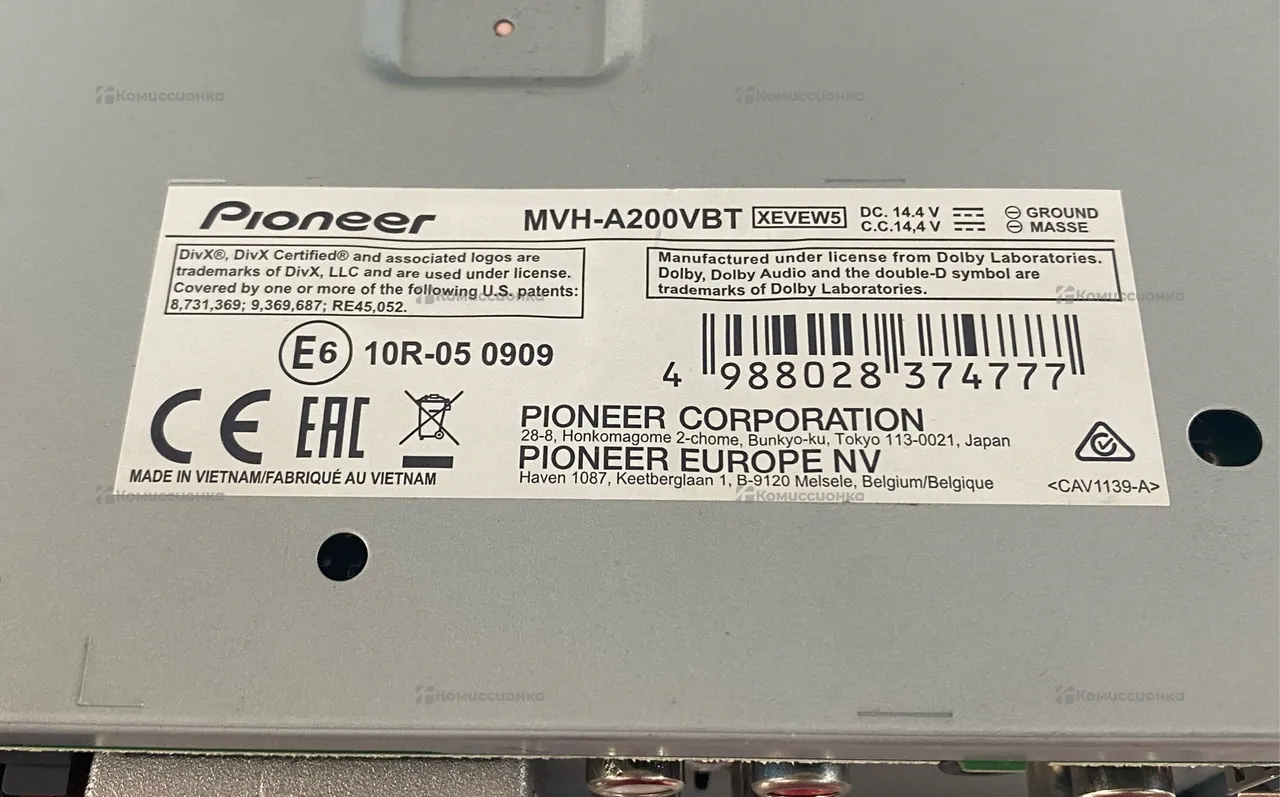 Комиссионка
Комиссионка
Pioneer
MVH-A200VBT XEVEW5 DC. 14.4 V GROUND
C.C.14,4 V MASSE
DivX®, DivX Certified® and associated logos are
trademarks of DivX, LLC and are used under license.
Covered by one or more of the following U.S. patents:
8,731,369; 9,369,687; RE45,052.
Manufactured under license from Dolby Laboratories.
Dolby, Dolby Audio and the double-D symbol are
trademarks of Dolby Laboratories.
Комиссионка
Комиссионка
E6 10R-05 0909
4 988028 374777
CE EAC
MADE IN VIETNAM/FABRIQUÉ AU VIETNAM
PIONEER CORPORATION
28-8, Honkomagome 2-chome, Bunkyo-ku, Tokyo 113-0021, Japan
PIONEER EUROPE NV
Haven 1087, Keetberglaan 1, B-9120 Melsele, Belgium/Belgique
<CAV1139-A>
Комиссионка
Комиссионка
Комиссионка
Комиссионка